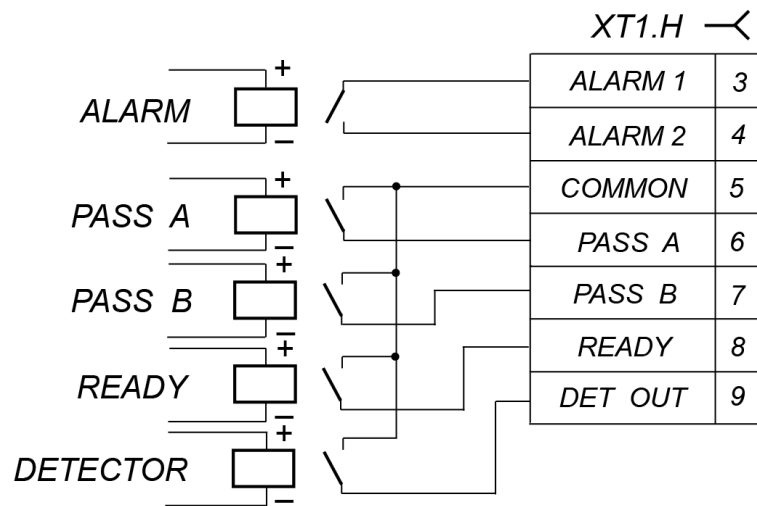 XT1.H
+
ALARM
−
ALARM 1 3
ALARM 2 4
+
PASS A
−
COMMON 5
PASS A 6
+
PASS B
−
PASS B 7
+
READY
−
READY 8
DET OUT 9
+
DETECTOR
−